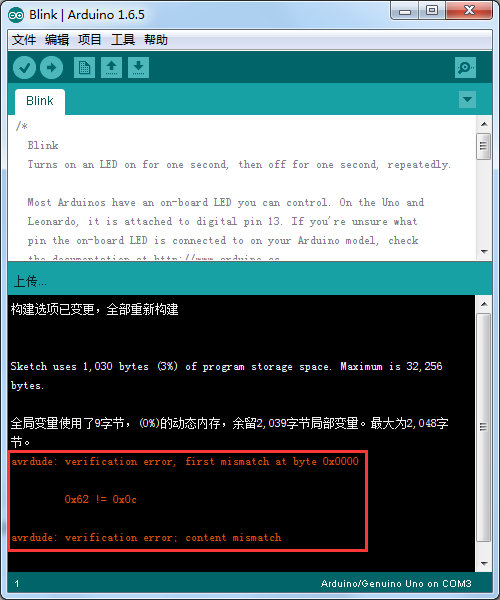 Blink | Arduino 1.6.5
文件 编辑 项目 工具 帮助
Blink
/*
Blink
Turns on an LED on for one second, then off for one second, repeatedly.
Most Arduinos have an on-board LED you can control. On the Uno and
Leonardo, it is attached to digital pin 13. If you're unsure what
pin the on-board LED is connected to on your Arduino model, check
the documentation at http://www.arduino.cc
上传...
构建选项已变更，全部重新构建
Sketch uses 1,030 bytes (3%) of program storage space. Maximum is 32,256
bytes.
全局变量使用了9字节，(0%)的动态内存，余留2,039字节局部变量。最大为2,048字
节。
avrdude: verification error, first mismatch at byte 0x0000
0x62 != 0x0c
avrdude: verification error; content mismatch
1
Arduino/Genuino Uno on COM3